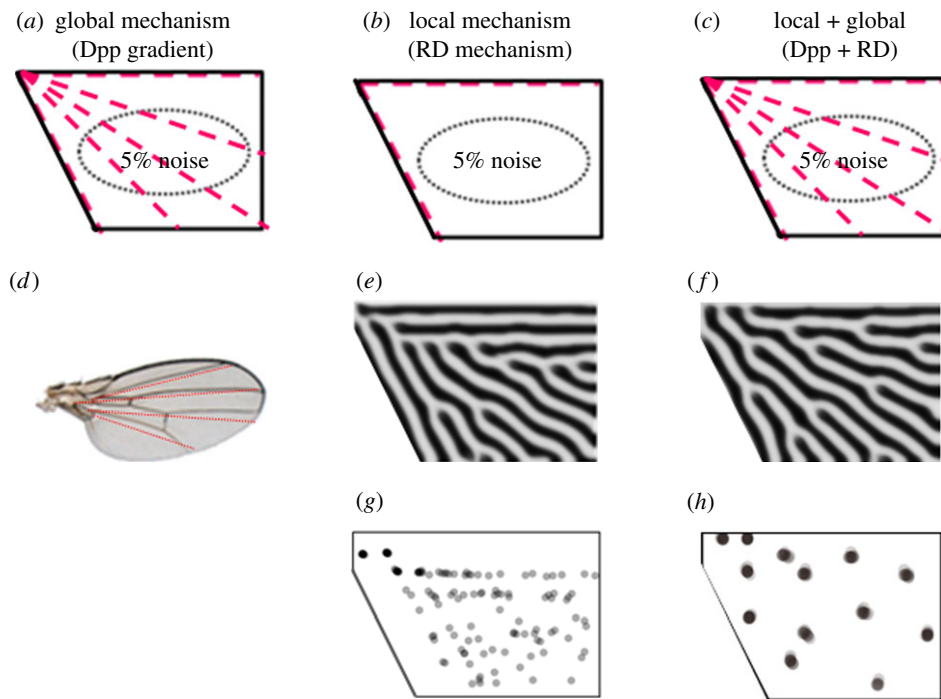 (a) global mechanism
(Dpp gradient)
(b) local mechanism
(RD mechanism)
(c) local + global
(Dpp + RD)
5% noise
5% noise
5% noise
(d)
(e)
(f)
(g)
(h)